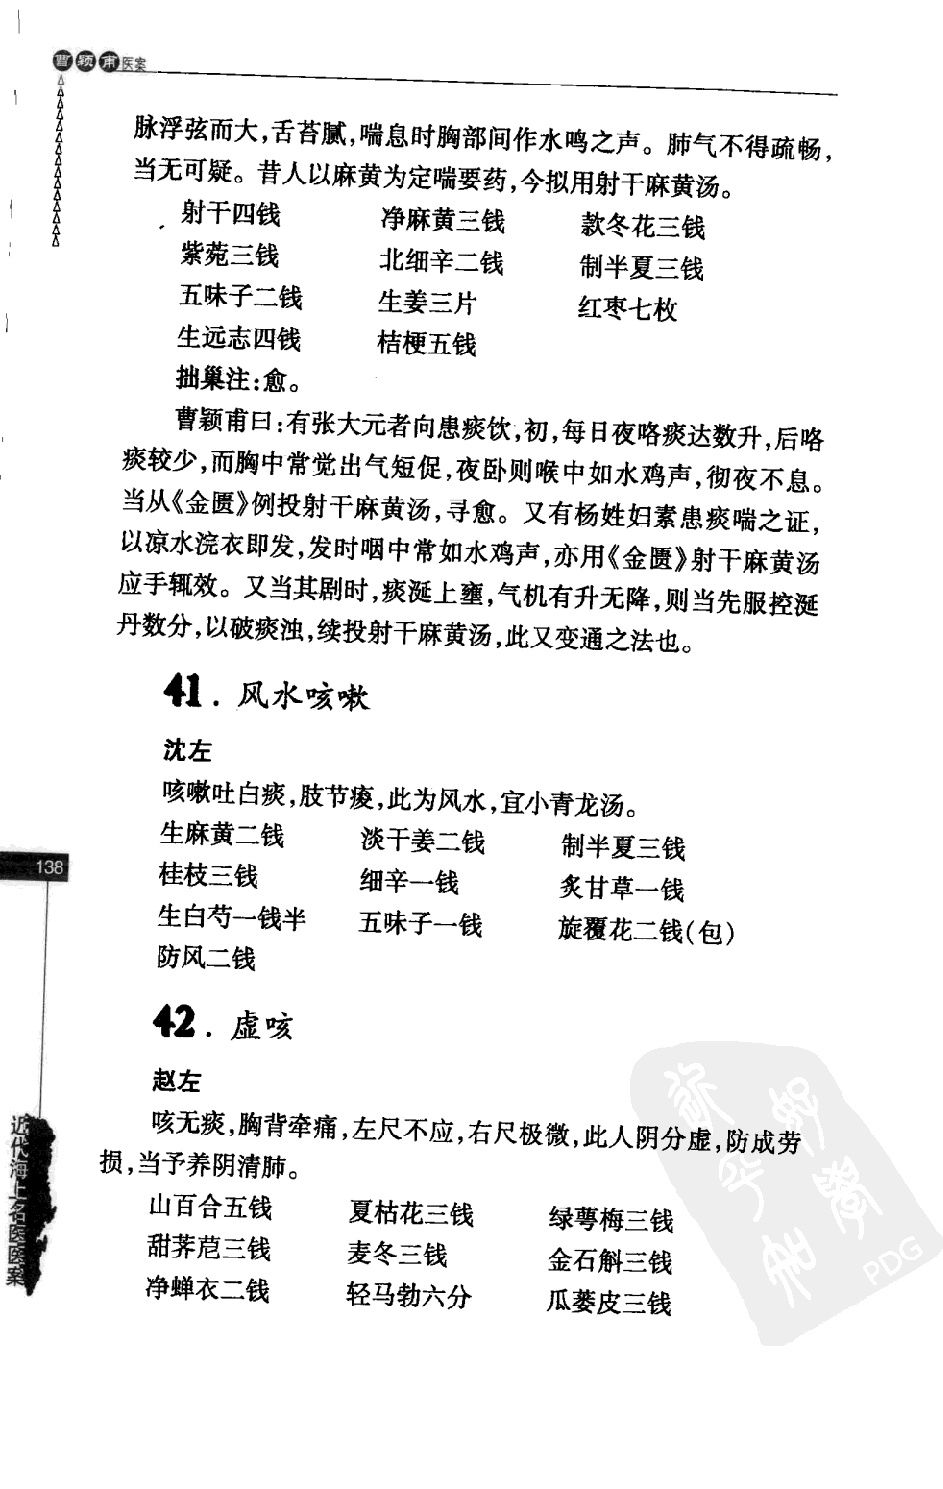 曹颖甫医案
脉浮弦而大，舌苔腻，喘息时胸部间作水鸣之声。肺气不得疏畅，
当无可疑。昔人以麻黄为定喘要药，今拟用射干麻黄汤。
射干四钱 净麻黄三钱 款冬花三钱
紫菀三钱 北细辛二钱 制半夏三钱
五味子二钱 生姜三片 红枣七枚
生远志四钱 桔梗五钱
拙巢注：愈。
曹颖甫曰：有张大元者向患痰饮，初，每日夜咯痰达数升，后咯
痰较少，而胸中常觉出气短促，夜卧则喉中如水鸡声，彻夜不息。
当从《金匮》例投射干麻黄汤，寻愈。又有杨姓妇素患痰喘之证，
以凉水浣衣即发，发时咽中常如水鸡声，亦用《金匮》射干麻黄汤
应手辄效。又当其剧时，痰涎上壅，气机有升无降，则当先服控涎
丹数分，以破痰浊，续投射干麻黄汤，此又变通之法也。
41．风水咳嗽
沈左
咳嗽吐白痰，肢节痠，此为风水，宜小青龙汤。
生麻黄二钱 淡干姜二钱 制半夏三钱
桂枝三钱 细辛一钱 炙甘草一钱
生白芍一钱半 五味子一钱 旋覆花二钱（包）
防风二钱
138
42．虚咳
赵左
咳无痰，胸背牵痛，左尺不应，右尺极微，此人阴分虚，防成劳
损，当予养阴清肺。
山百合五钱 夏枯花三钱 绿萼梅三钱
甜荠苨三钱 麦冬三钱 金石斛三钱
净蝉衣二钱 轻马勃六分 瓜蒌皮三钱
近代海上名医医案
PDG